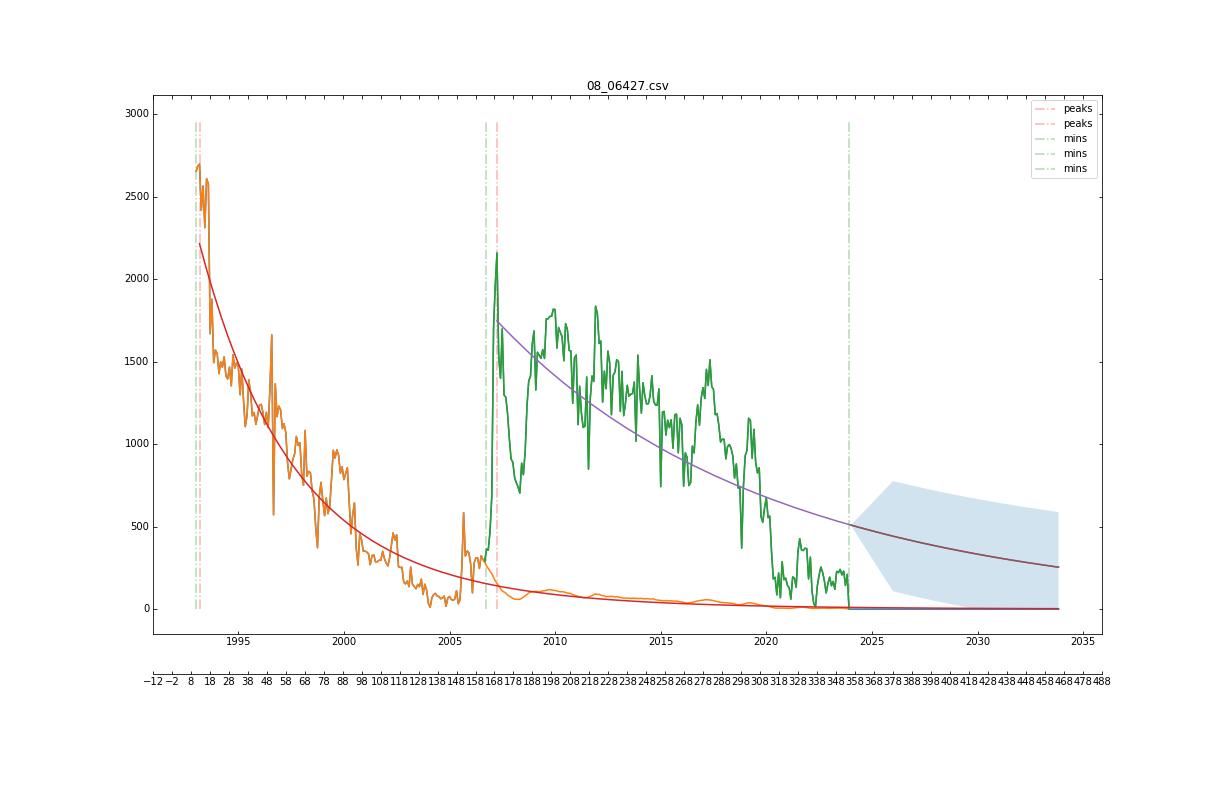 08_06427.csv
peaks
peaks
mins
mins
mins
3000
2500
2000
1500
1000
500
0
1995 2000 2005 2010 2015 2020 2025 2030 2035
−12 −2 8 18 28 38 48 58 68 78 88 98 108 118 128 138 148 158 168 178 188 198 208 218 228 238 248 258 268 278 288 298 308 318 328 338 348 358 368 378 388 398 408 418 428 438 448 458 468 478 488